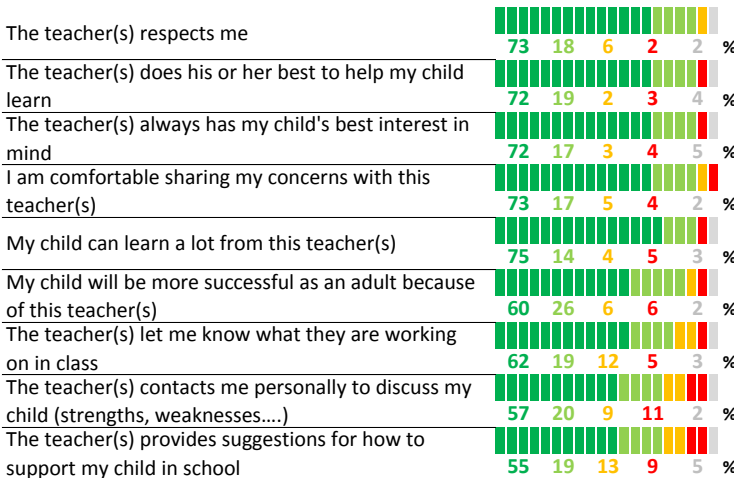 The teacher(s) respects me
73 18 6 2 2 %
The teacher(s) does his or her best to help my child
learn
72 19 2 3 4 %
The teacher(s) always has my child's best interest in
mind
72 17 3 4 5 %
I am comfortable sharing my concerns with this
teacher(s)
73 17 5 4 2 %
My child can learn a lot from this teacher(s)
75 14 4 5 3 %
My child will be more successful as an adult because
of this teacher(s)
60 26 6 6 2 %
The teacher(s) let me know what they are working
on in class
62 19 12 5 3 %
The teacher(s) contacts me personally to discuss my
child (strengths, weaknesses….)
57 20 9 11 2 %
The teacher(s) provides suggestions for how to
support my child in school
55 19 13 9 5 %